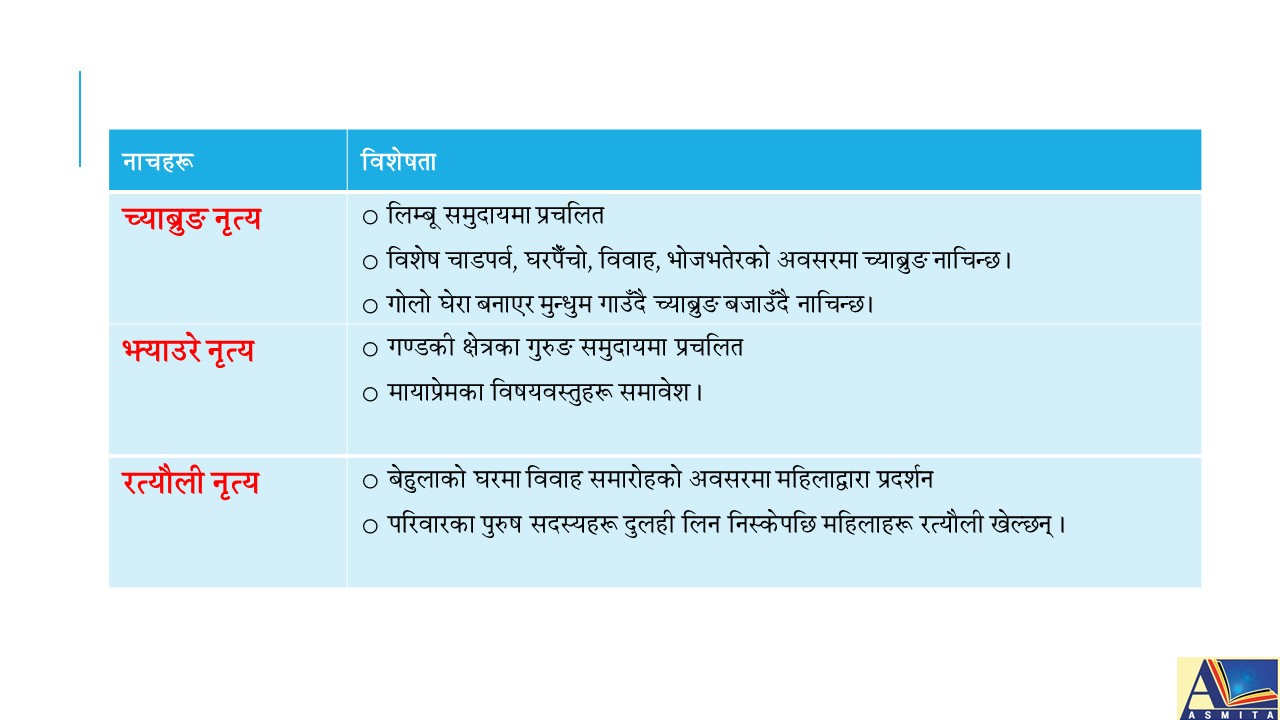 नाचहरू
विशेषता
च्याब्रुङ नृत्य
o लिम्बू समुदायमा प्रचलित
o विशेष चाडपर्व, घरपैँचो, विवाह, भोजभतेरको अवसरमा च्याब्रुङ नाचिन्छ।
o गोलो घेरा बनाएर मुन्धुम गाउँदै च्याब्रुङ बजाउँदै नाचिन्छ।
झ्याउरे नृत्य
o गण्डकी क्षेत्रका गुरुङ समुदायमा प्रचलित
o मायाप्रेमका विषयवस्तुहरू समावेश ।
रत्यौली नृत्य
o बेहुलाको घरमा विवाह समारोहको अवसरमा महिलाद्वारा प्रदर्शन
o परिवारका पुरुष सदस्यहरू दुलही लिन निस्केपछि महिलाहरू रत्यौली खेल्छन् ।
ASMITA